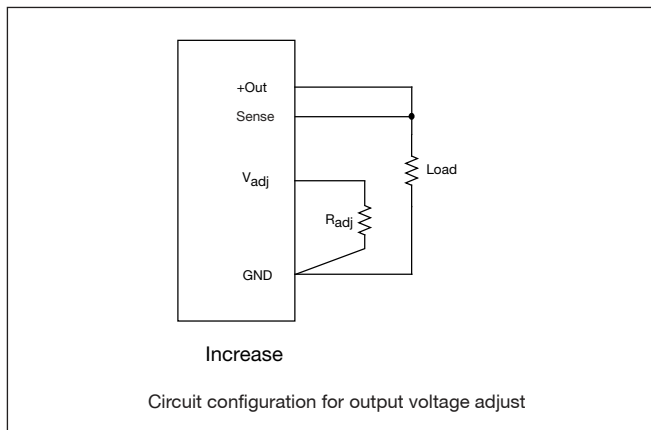 +Out
Sense
Vadj
Load
Radj
GND
Increase
Circuit configuration for output voltage adjust